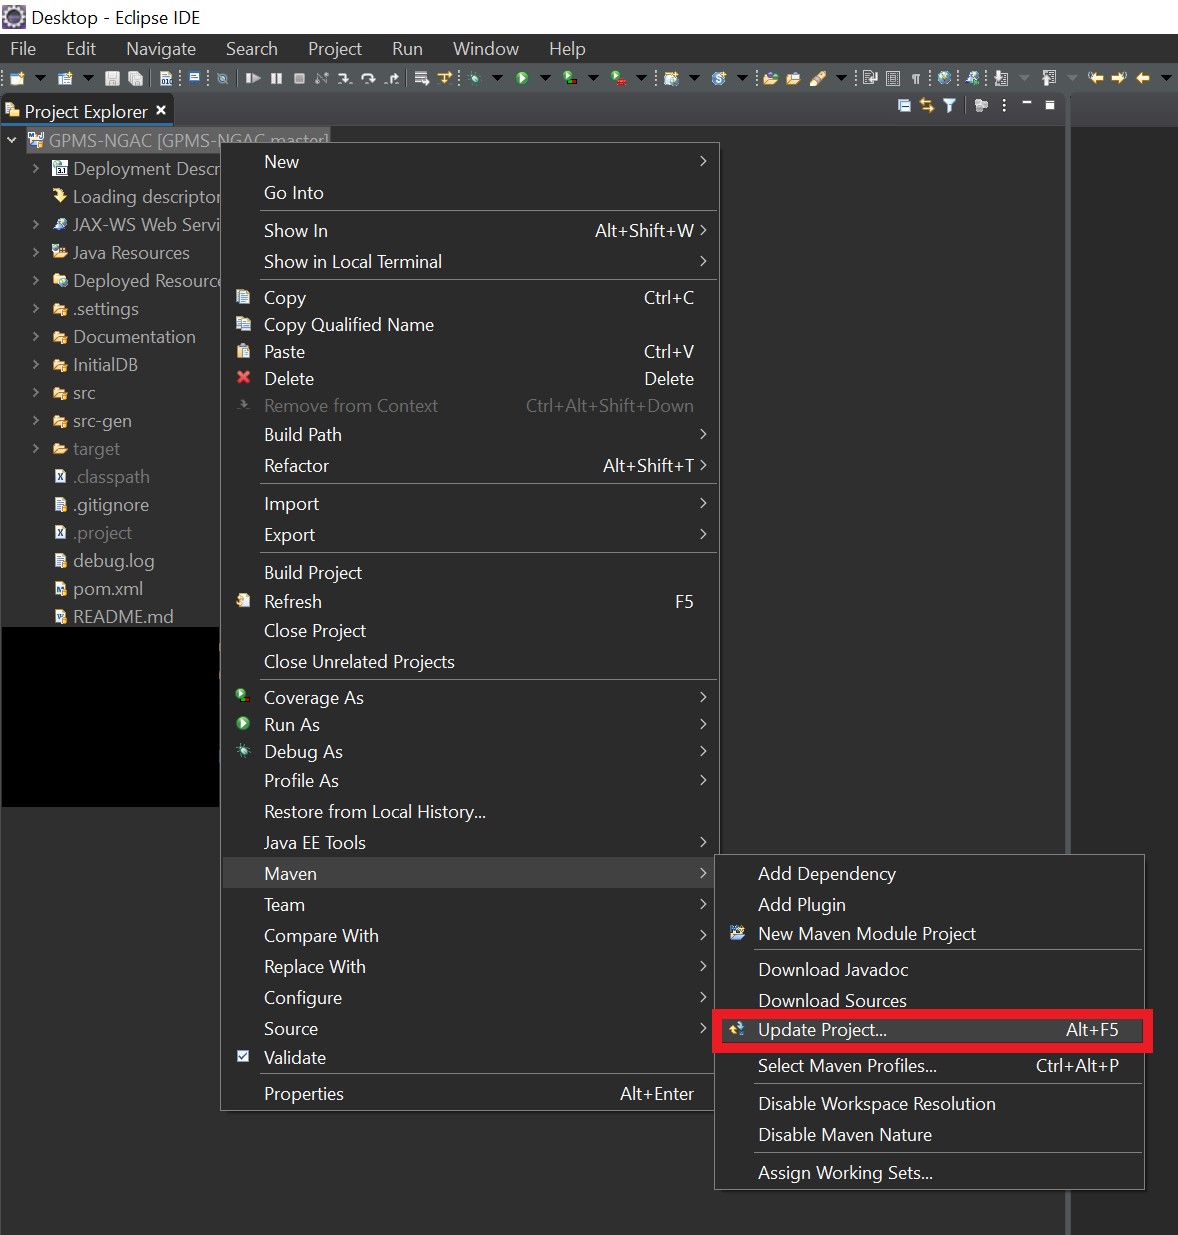 Desktop - Eclipse IDE
File Edit Navigate Search Project Run Window Help
Project Explorer
GPMS-NGAC [GPMS-NGAC master]
Deployment Descr
Loading descriptor
JAX-WS Web Servi
Java Resources
Deployed Resource
.settings
Documentation
InitialDB
src
src-gen
target
.classpath
.gitignore
.project
debug.log
pom.xml
README.md
New
Go Into
Show In Alt+Shift+W
Show in Local Terminal
Copy Ctrl+C
Copy Qualified Name
Paste Ctrl+V
Delete Delete
Remove from Context Ctrl+Alt+Shift+Down
Build Path
Refactor Alt+Shift+T
Import
Export
Build Project
Refresh F5
Close Project
Close Unrelated Projects
Coverage As
Run As
Debug As
Profile As
Restore from Local History...
Java EE Tools
Maven
Team
Compare With
Replace With
Configure
Source
Validate
Properties Alt+Enter
Add Dependency
Add Plugin
New Maven Module Project
Download Javadoc
Download Sources
Update Project... Alt+F5
Select Maven Profiles... Ctrl+Alt+P
Disable Workspace Resolution
Disable Maven Nature
Assign Working Sets...